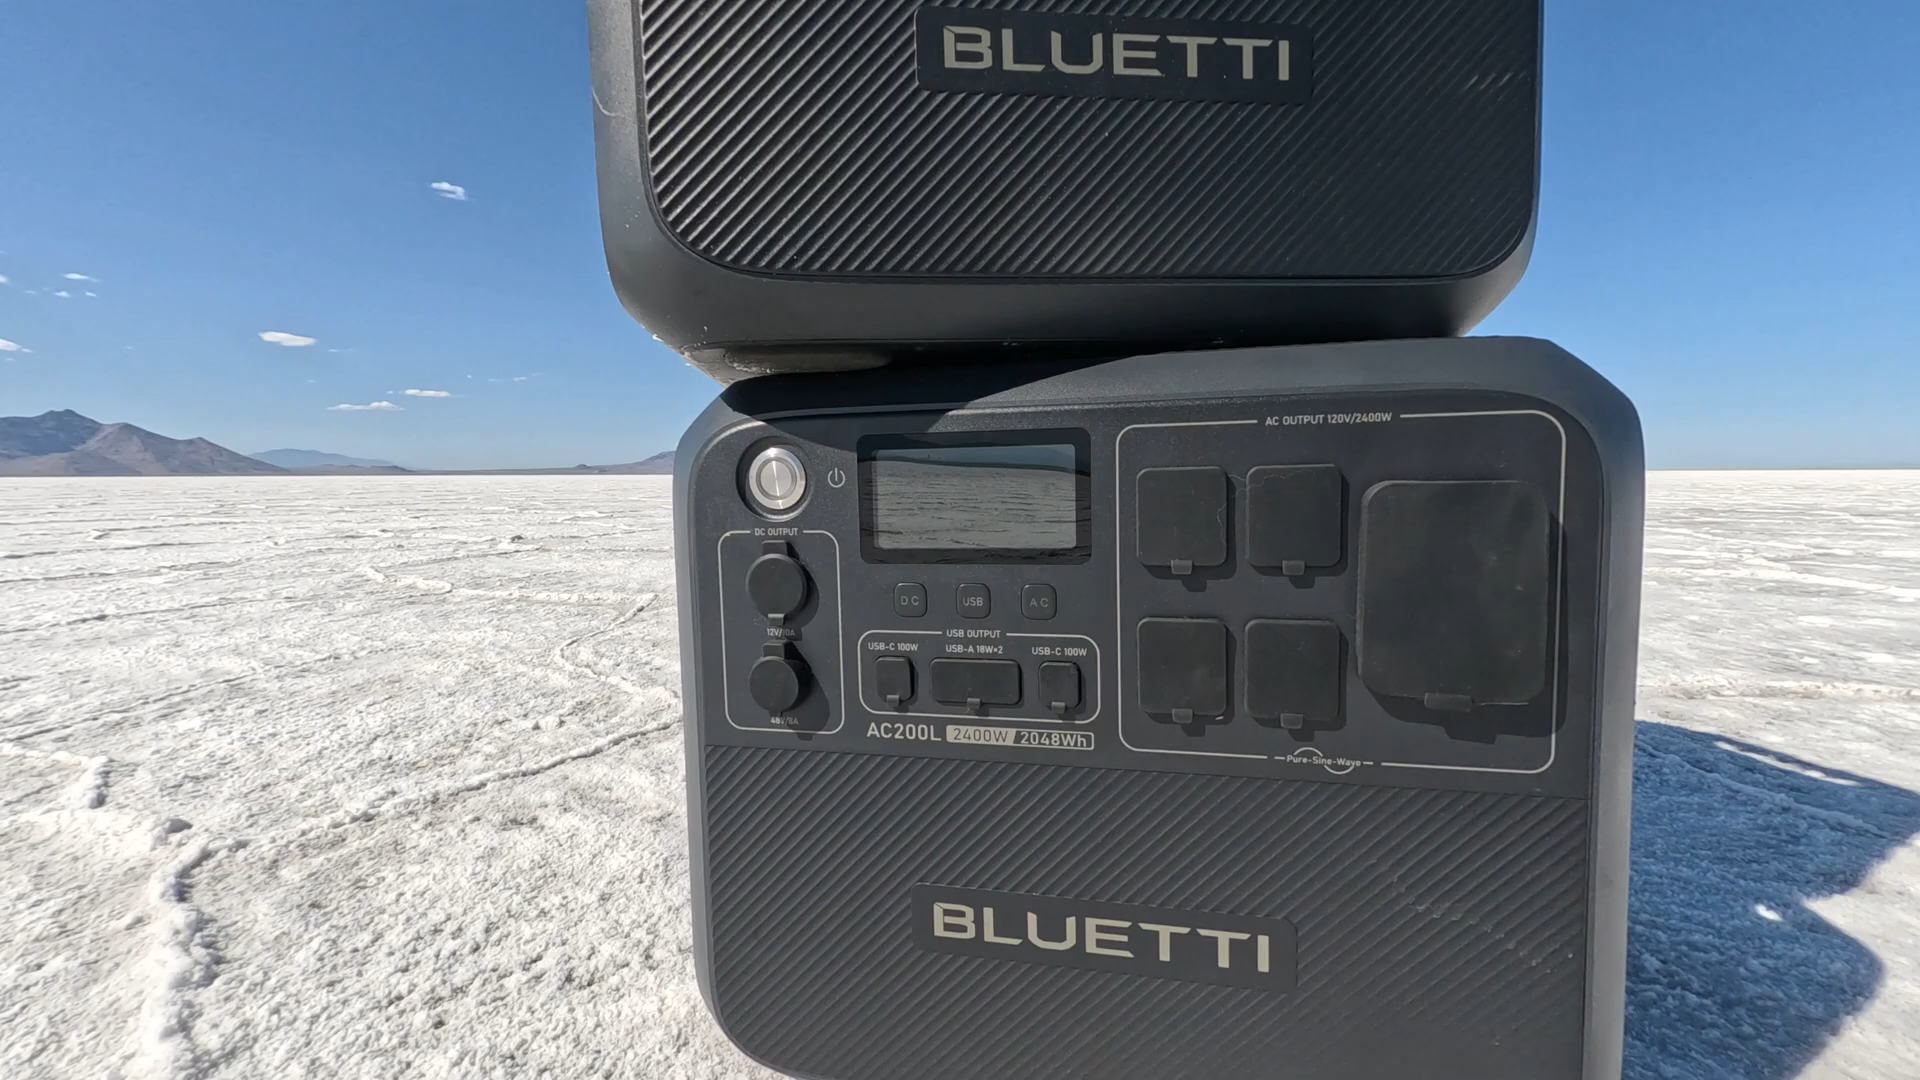 BLUETTI
AC OUTPUT 120V/2400W
DC OUTPUT
12V/10A
48V/8A
DC
USB
AC
USB OUTPUT
USB-C 100W
USB-A 18W×2
USB-C 100W
AC200L 2400W/2048Wh
Pure-Sine-Wave
BLUETTI